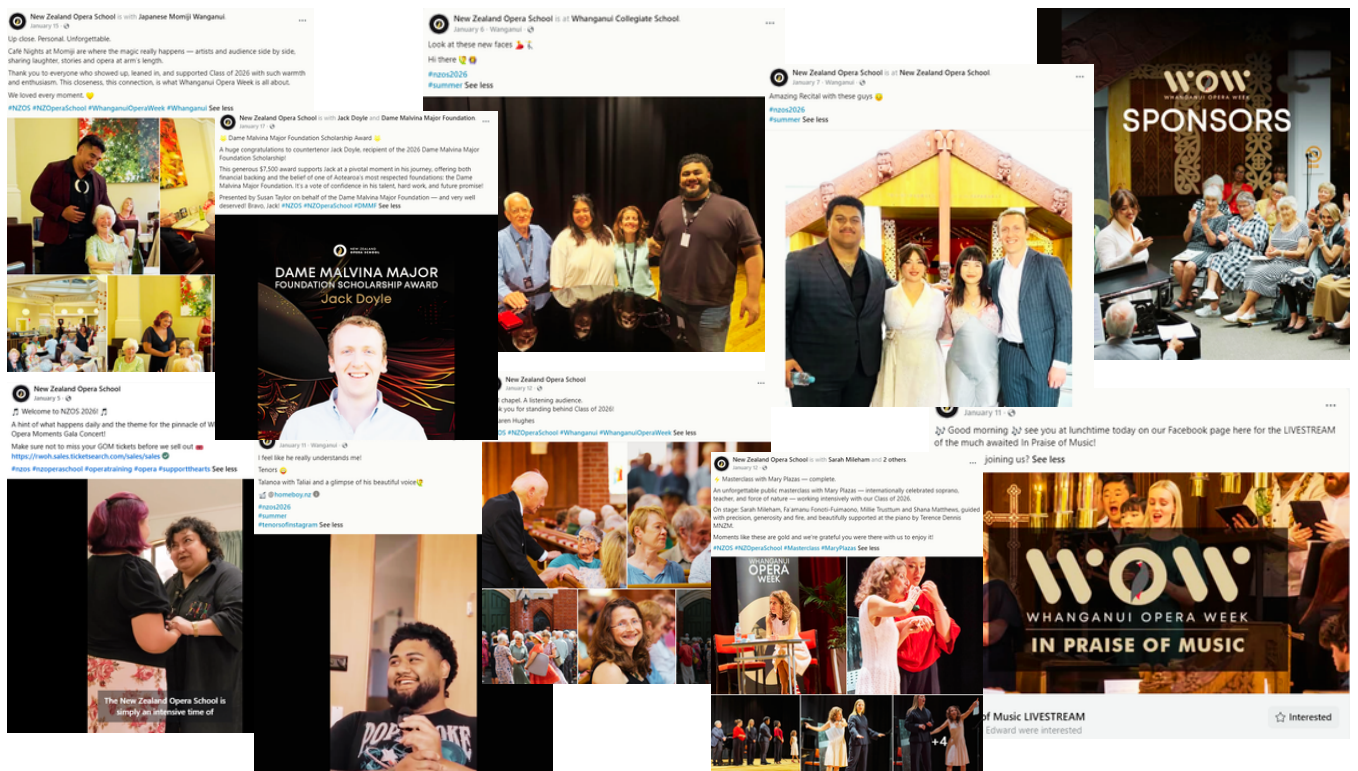 New Zealand Opera School is with Japanese Momiji Wanganui.
January 15
Up close. Personal. Unforgettable.
Café Nights at Momiji are where the magic really happens — artists and audience side by side,
sharing laughter, stories and opera at arm's length.
Thank you to everyone who showed up, leaned in, and supported Class of 2026 with such warmth
and enthusiasm. This closeness, this connection, is what Whanganui Opera Week is all about.
We loved every moment.
#NZOS #NZOperaSchool #WhanganuiOperaWeek #Whanganui See less
New Zealand Opera School is with Jack Doyle and Dame Malvina Major Foundation.
January 17
Dame Malvina Major Foundation Scholarship Award
A huge congratulations to countertenor Jack Doyle, recipient of the 2026 Dame Malvina Major
Foundation Scholarship!
This generous $7,500 award supports Jack at a pivotal moment in his journey, offering both
financial backing and the belief of one of Aotearoa's most respected foundations: the Dame
Malvina Major Foundation. It's a vote of confidence in his talent, hard work, and future promise!
Presented by Susan Taylor on behalf of the Dame Malvina Major Foundation — and very well
deserved! Bravo, Jack! #NZOS #NZOperaSchool #DMMF See less
NEW ZEALAND
OPERA SCHOOL
DAME MALVINA MAJOR
FOUNDATION SCHOLARSHIP AWARD
Jack Doyle
New Zealand Opera School is at Whanganui Collegiate School.
January 6 · Wanganui
Look at these new faces
Hi there
#nzos2026
#summer See less
New Zealand Opera School is at New Zealand Opera School.
January 7 · Wanganui
Amazing Recital with these guys
#nzos2026
#summer See less
WOW
WHANGANUI OPERA WEEK
SPONSORS
New Zealand Opera School
January 5
Welcome to NZOS 2026!
A hint of what happens daily and the theme for the pinnacle of W
Opera Moments Gala Concert!
Make sure not to miss your GOM tickets before we sell out
https://rwoh.sales.ticketsearch.com/sales/sales
#nzos #nzoperaschool #operatraining #opera #supportthearts See less
The New Zealand Opera School is
simply an intensive time of
January 11 · Wanganui
I feel like he really understands me!
Tenors
Talanoa with Taliai and a glimpse of his beautiful voice
@homeboy.nz
#nzos2026
#summer
#tenorsofinstagram See less
New Zealand Opera School
January 12
chapel. A listening audience.
k you for standing behind Class of 2026!
aren Hughes
OS #NZOperaSchool #Whanganui #WhanganuiOperaWeek See less
New Zealand Opera School is with Sarah Mileham and 2 others.
January 12
Masterclass with Mary Plazas — complete.
An unforgettable public masterclass with Mary Plazas — internationally celebrated soprano,
teacher, and force of nature — working intensively with our Class of 2026.
On stage: Sarah Mileham, Fa'amanu Fonoti-Fuimaono, Millie Trusttum and Shana Matthews, guided
with precision, generosity and fire, and beautifully supported at the piano by Terence Dennis
MNZM.
Moments like these are gold and we're grateful you were there with us to enjoy it!
#NZOS #NZOperaSchool #Masterclass #MaryPlazas See less
WHANGANUI
OPERA
WEEK
+4
January 11
Good morning see you at lunchtime today on our Facebook page here for the LIVESTREAM
of the much awaited In Praise of Music!
joining us? See less
WOW
WHANGANUI OPERA WEEK
IN PRAISE OF MUSIC
of Music LIVESTREAM
Edward were interested
Interested